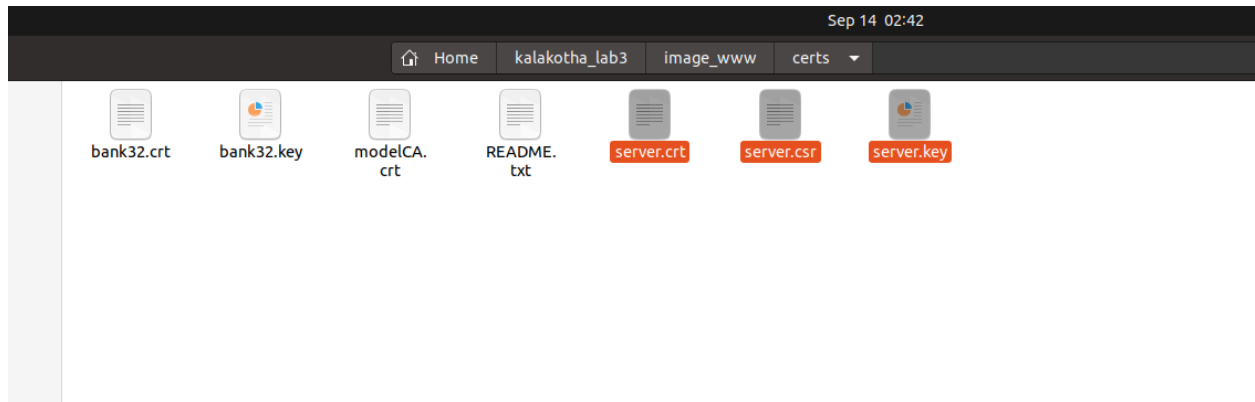 Sep 14 02:42
Home kalakotha_lab3 image_www certs
bank32.crt bank32.key modelCA. README. server.crt server.csr server.key
crt txt